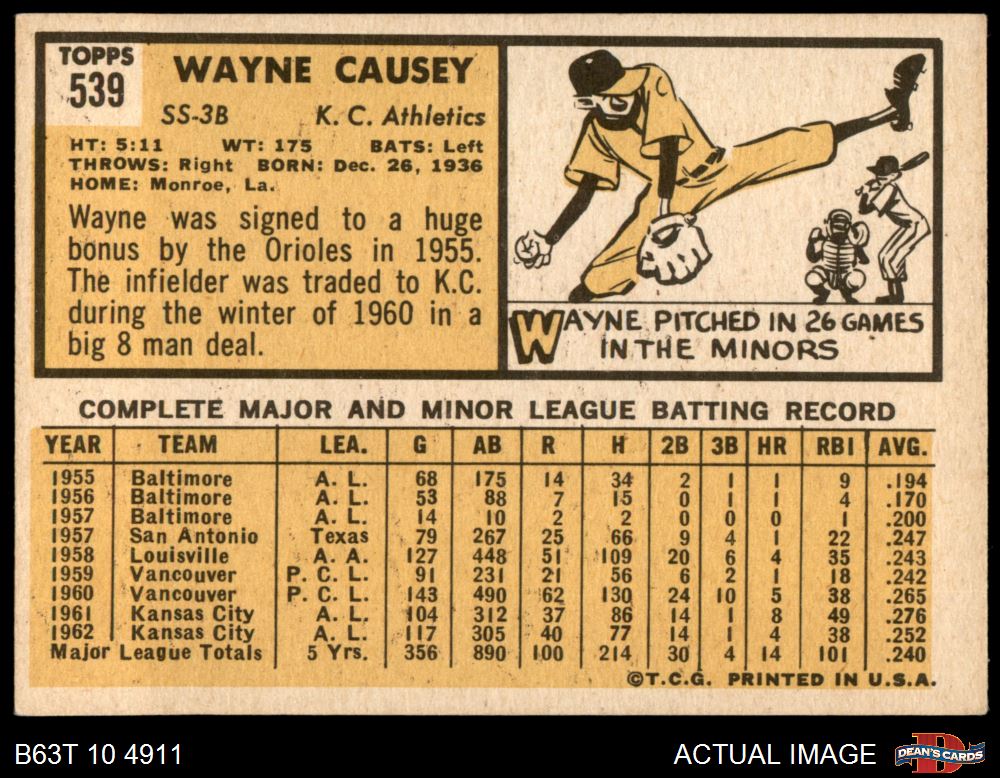 TOPPS
539
WAYNE CAUSEY
SS-3B K. C. Athletics
HT: 5:11 WT: 175 BATS: Left
THROWS: Right BORN: Dec. 26, 1936
HOME: Monroe, La.
Wayne was signed to a huge
bonus by the Orioles in 1955.
The infielder was traded to K.C.
during the winter of 1960 in a
big 8 man deal.
WAYNE PITCHED IN 26 GAMES
IN THE MINORS
COMPLETE MAJOR AND MINOR LEAGUE BATTING RECORD
YEAR TEAM LEA. G AB R H 2B 3B HR RBI AVG.
1955 Baltimore A. L. 68 175 14 34 2 1 1 9 .194
1956 Baltimore A. L. 53 88 7 15 0 1 1 4 .170
1957 Baltimore A. L. 14 10 2 2 0 0 0 1 .200
1957 San Antonio Texas 79 267 25 66 9 4 1 22 .247
1958 Louisville A. A. 127 448 51 109 20 6 4 35 .243
1959 Vancouver P. C. L. 91 231 21 56 6 2 1 18 .242
1960 Vancouver P. C. L. 143 490 62 130 24 10 5 38 .265
1961 Kansas City A. L. 104 312 37 86 14 1 8 49 .276
1962 Kansas City A. L. 117 305 40 77 14 1 4 38 .252
Major League Totals 5 Yrs. 356 890 100 214 30 4 14 101 .240
©T.C.G. PRINTED IN U.S.A.
B63T 10 4911 ACTUAL IMAGE DEAN'S CARDS